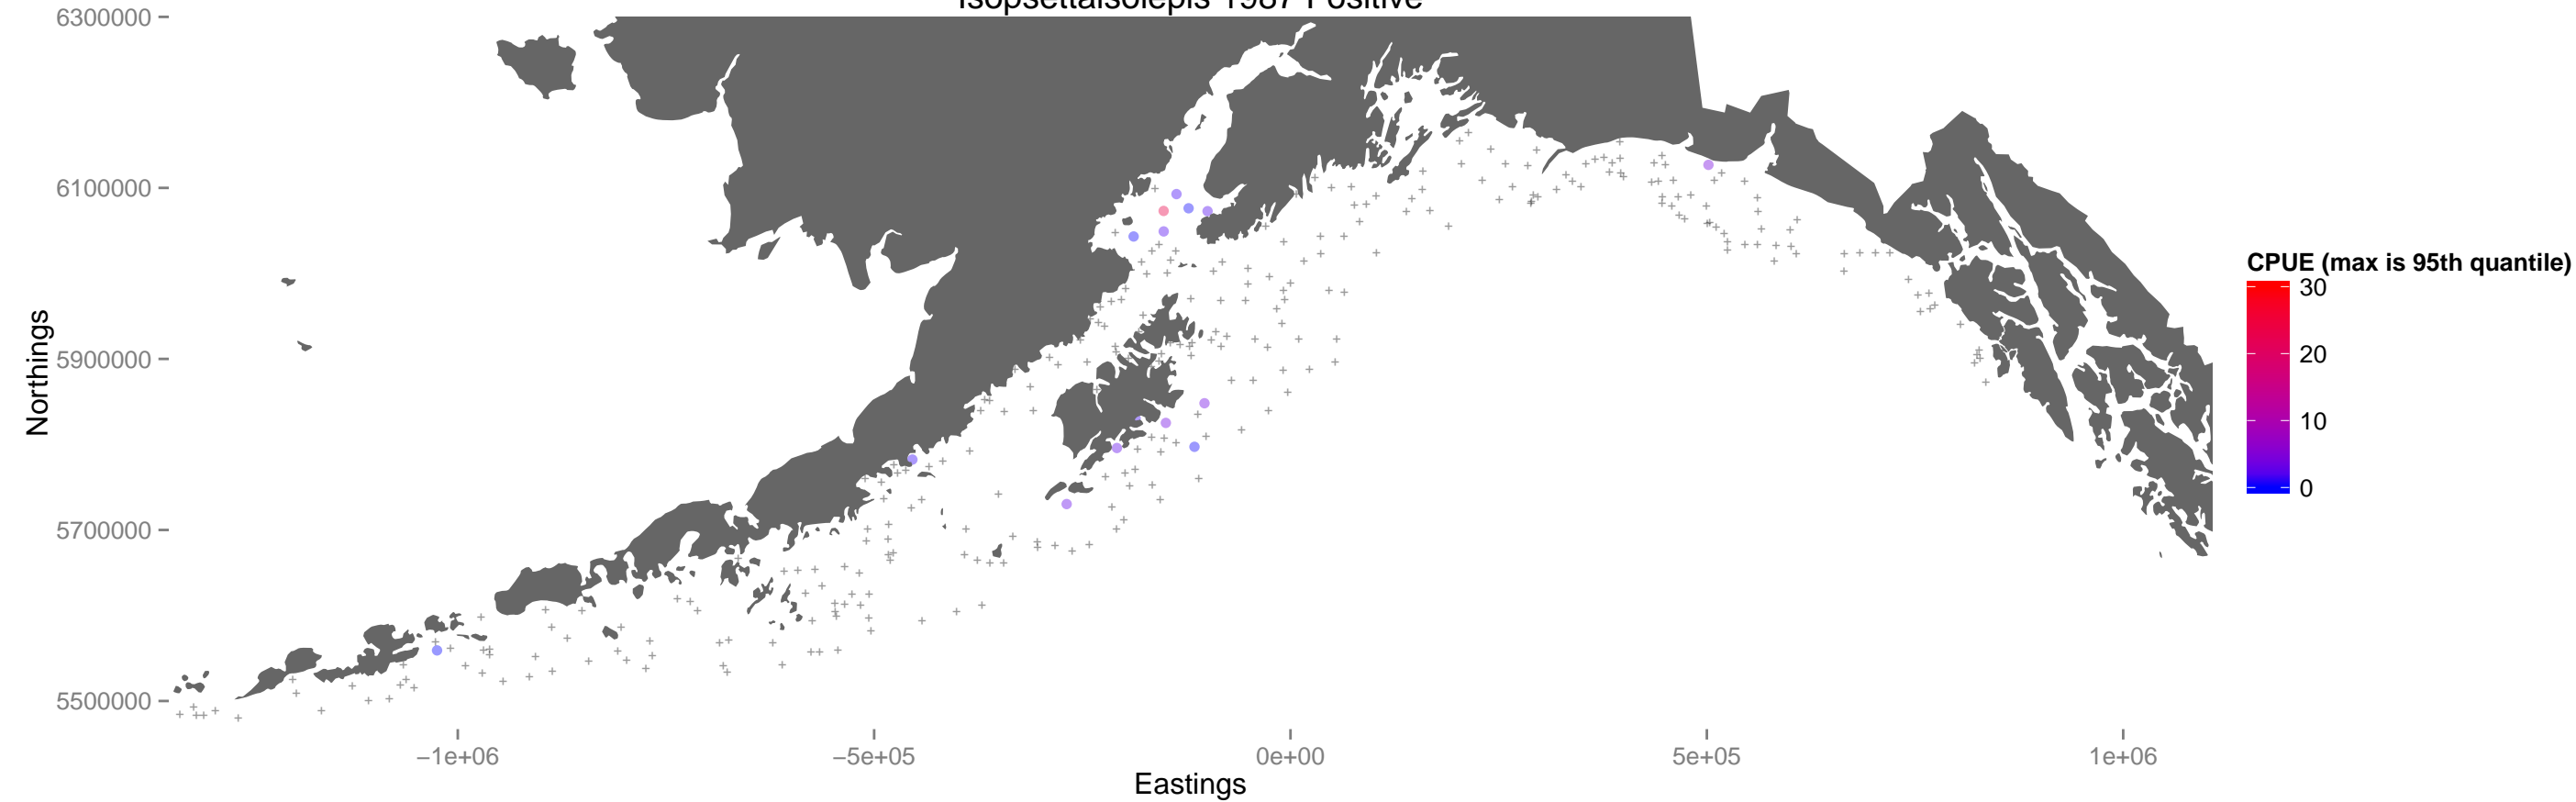 Isopsettaisolepis 1987 Positive
6300000
6100000
5900000
5700000
5500000
Northings
−1e+06
−5e+05
0e+00
5e+05
1e+06
Eastings
CPUE (max is 95th quantile)
30
20
10
0